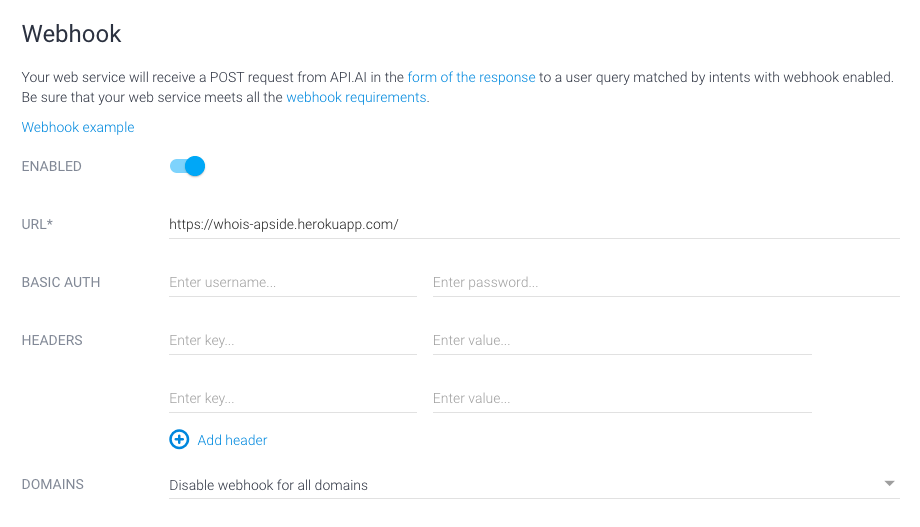 Webhook
Your web service will receive a POST request from API.AI in the form of the response to a user query matched by intents with webhook enabled.
Be sure that your web service meets all the webhook requirements.
Webhook example
ENABLED
URL* https://whois-apside.herokuapp.com/
BASIC AUTH Enter username... Enter password...
HEADERS Enter key... Enter value...
Enter key... Enter value...
Add header
DOMAINS Disable webhook for all domains